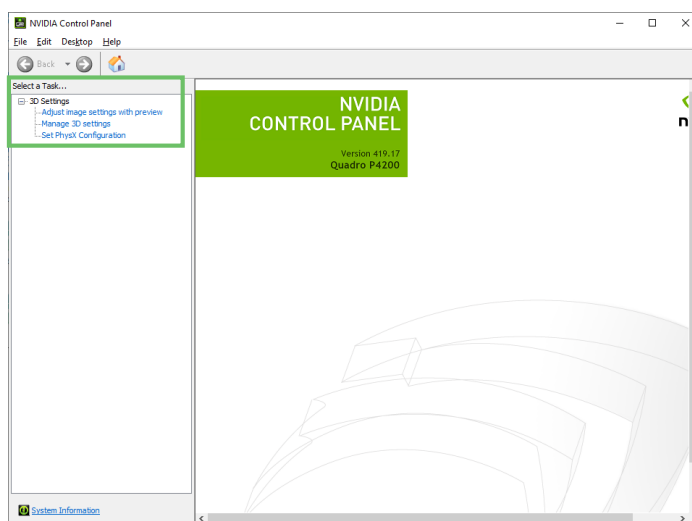 NVIDIA Control Panel
File Edit Desktop Help
Back
Select a Task...
3D Settings
Adjust image settings with preview
Manage 3D settings
Set PhysX Configuration
NVIDIA
CONTROL PANEL
Version 419.17
Quadro P4200
n
System Information